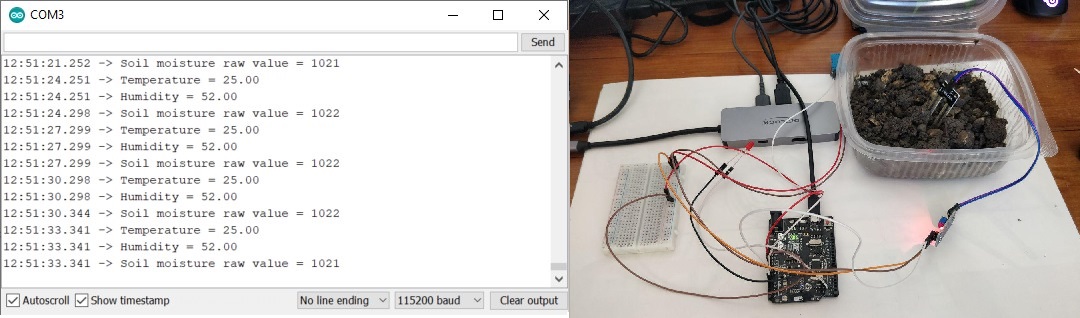 COM3
Send
12:51:21.252 -> Soil moisture raw value = 1021
12:51:24.251 -> Temperature = 25.00
12:51:24.251 -> Humidity = 52.00
12:51:24.298 -> Soil moisture raw value = 1022
12:51:27.299 -> Temperature = 25.00
12:51:27.299 -> Humidity = 52.00
12:51:27.299 -> Soil moisture raw value = 1022
12:51:30.298 -> Temperature = 25.00
12:51:30.298 -> Humidity = 52.00
12:51:30.344 -> Soil moisture raw value = 1022
12:51:33.341 -> Temperature = 25.00
12:51:33.341 -> Humidity = 52.00
12:51:33.341 -> Soil moisture raw value = 1021
Autoscroll Show timestamp No line ending 115200 baud Clear output